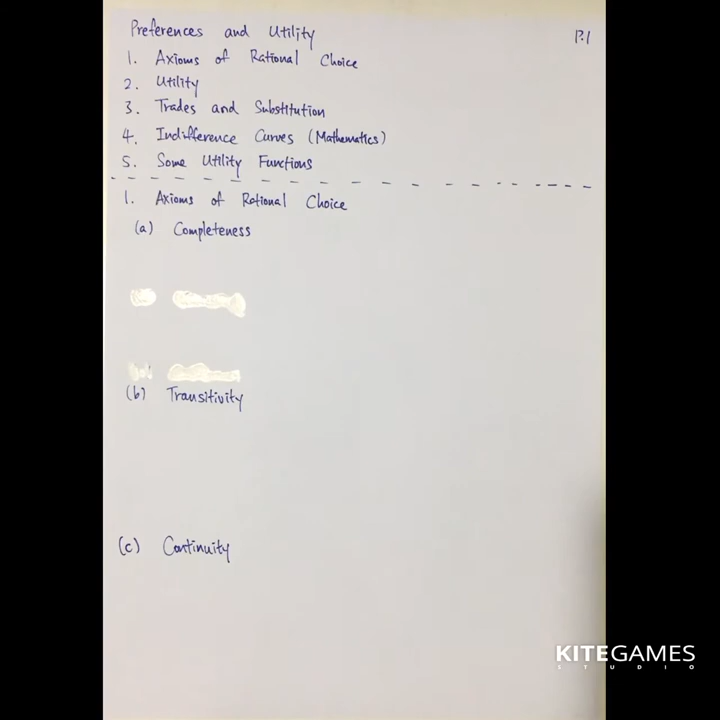 Preferences and Utility
P.1
1. Axioms of Rational Choice
2. Utility
3. Trades and Substitution
4. Indifference Curves (Mathematics)
5. Some Utility Functions
1. Axioms of Rational Choice
(a) Completeness
(b) Transitivity
(c) Continuity
KITEGAMES
STUDIO